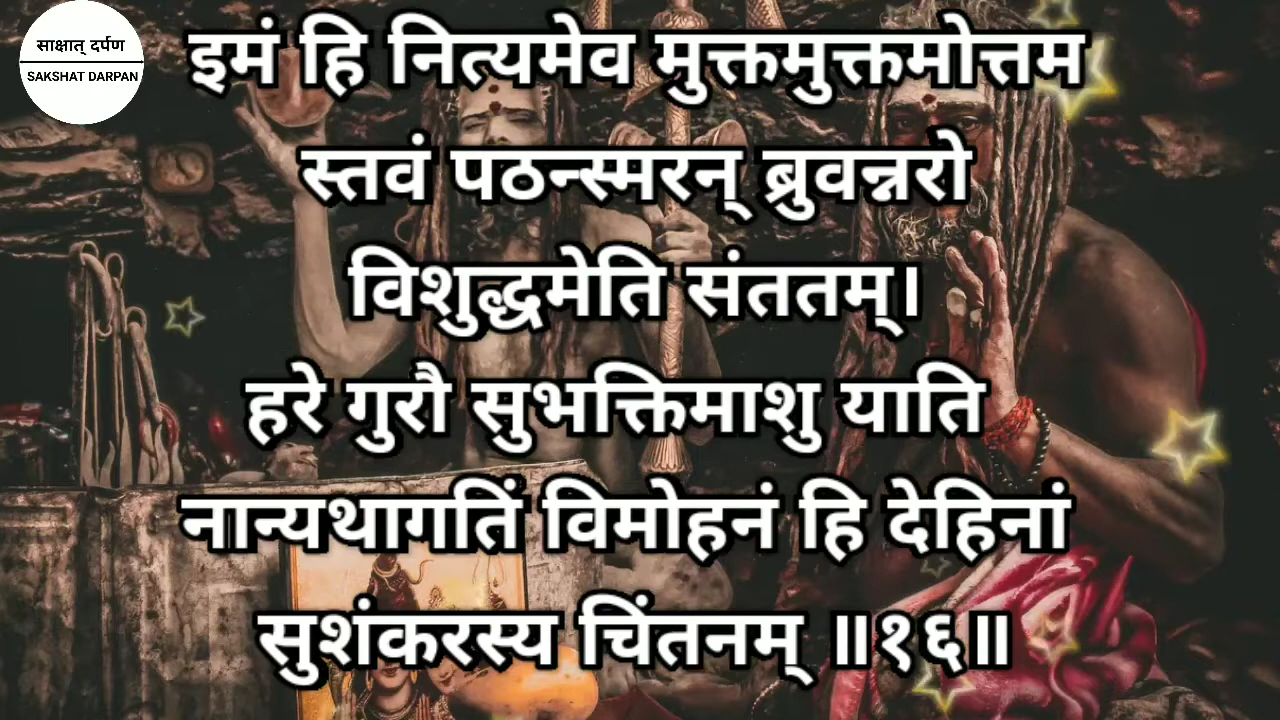 साक्षात् दर्पण
SAKSHAT DARPAN
इमं हि नित्यमेव मुक्तमुक्तमोत्तम
स्तवं पठन्स्मरन् ब्रुवन्नरो
विशुद्धमेति संततम्।
हरे गुरौ सुभक्तिमाशु याति
नान्यथागतिं विमोहनं हि देहिनां
सुशंकरस्य चिंतनम् ॥१६॥